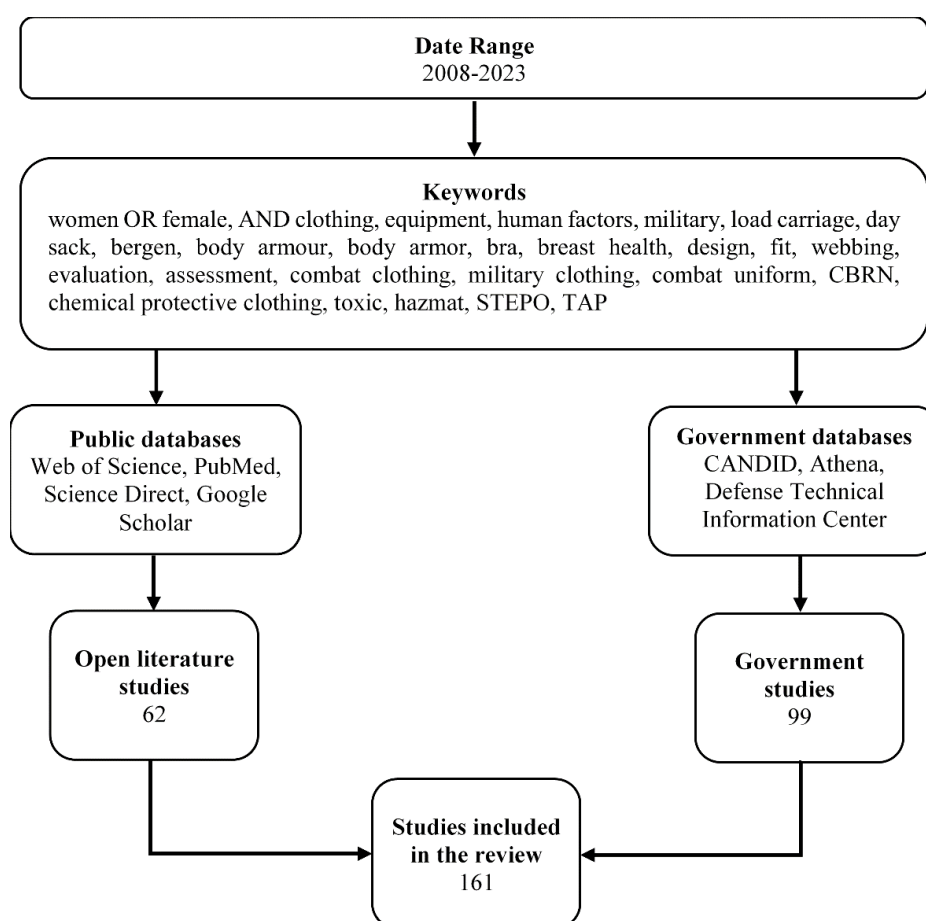 Date Range
2008-2023
Keywords
women OR female, AND clothing, equipment, human factors, military, load carriage, day
sack, bergen, body armour, body armor, bra, breast health, design, fit, webbing,
evaluation, assessment, combat clothing, military clothing, combat uniform, CBRN,
chemical protective clothing, toxic, hazmat, STEPO, TAP
Public databases
Web of Science, PubMed,
Science Direct, Google
Scholar
Government databases
CANDID, Athena,
Defense Technical
Information Center
Open literature
studies
62
Government
studies
99
Studies included
in the review
161